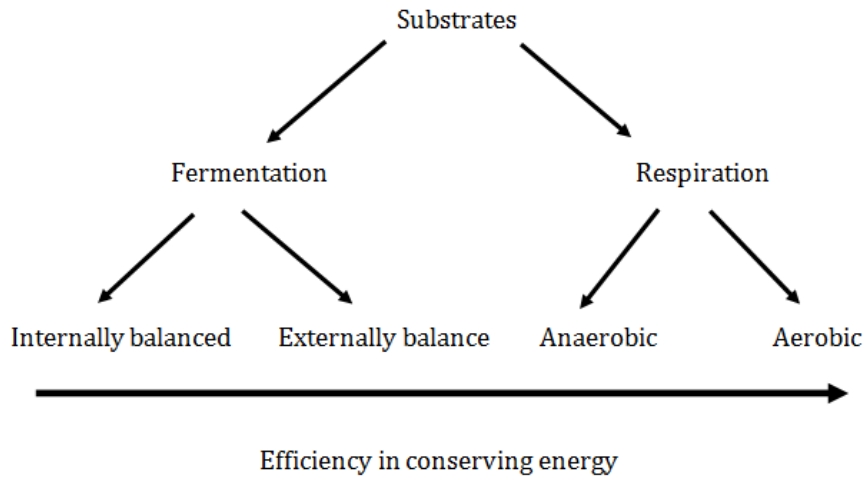 Substrates
Fermentation Respiration
Internally balanced Externally balance Anaerobic Aerobic
Efficiency in conserving energy